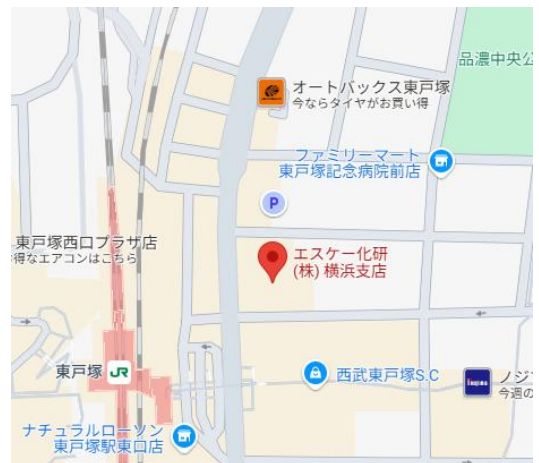 品濃中央公
オートバックス東戸塚
今ならタイヤがお買い得
ファミリーマート
東戸塚記念病院前店
P
東戸塚西口プラザ店
得なエアコンはこちら
エスケー化研
(株) 横浜支店
東戸塚
JR
西武東戸塚S.C
ノジ
今週の
ナチュラルローソン
東戸塚駅東口店